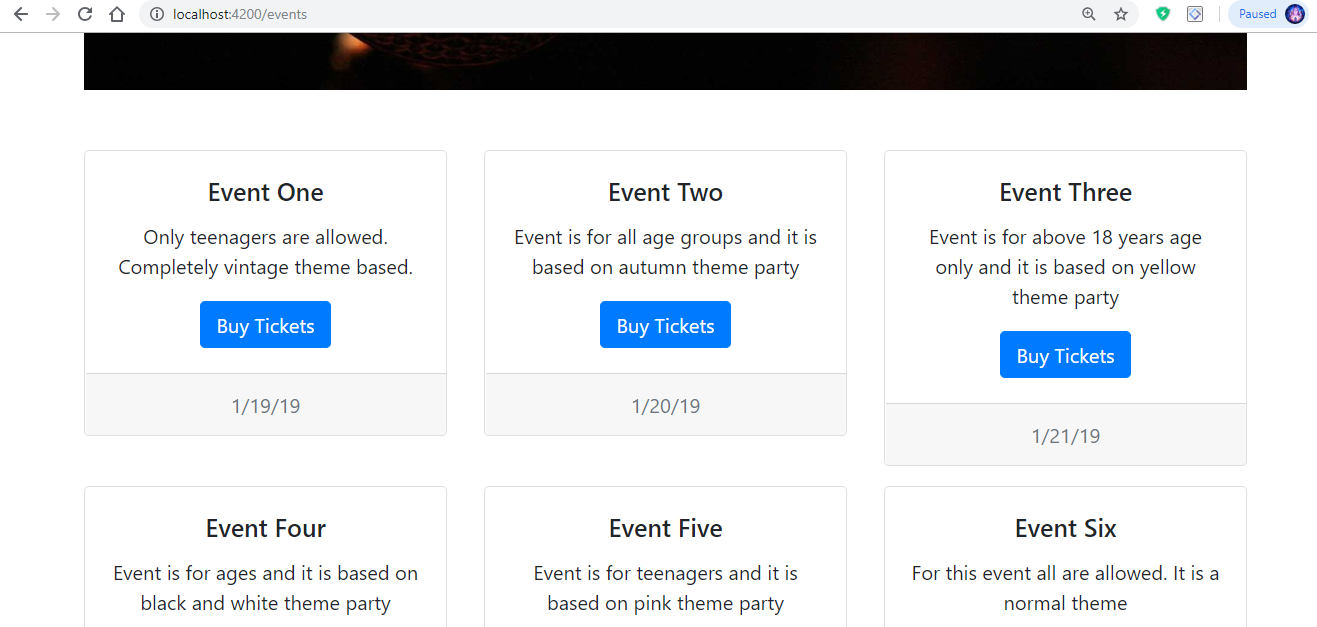 localhost:4200/events
Paused
Event One
Only teenagers are allowed.
Completely vintage theme based.
Buy Tickets
1/19/19
Event Two
Event is for all age groups and it is
based on autumn theme party
Buy Tickets
1/20/19
Event Three
Event is for above 18 years age
only and it is based on yellow
theme party
Buy Tickets
1/21/19
Event Four
Event is for ages and it is based on
black and white theme party
Event Five
Event is for teenagers and it is
based on pink theme party
Event Six
For this event all are allowed. It is a
normal theme